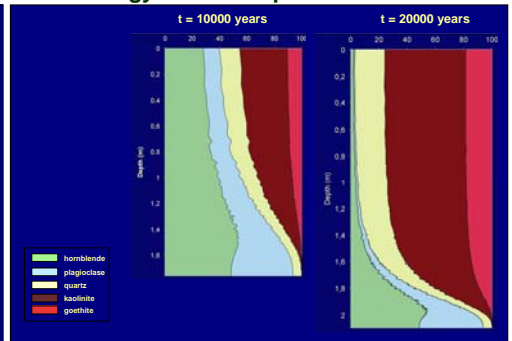 t = 10000 years
t = 20000 years
0 20 40 60 80 100
0 20 40 60 80 100
0
0,2
0,4
0,6
0,8
1
1,2
1,4
1,6
Depth (m)
0
0,2
0,4
0,6
0,8
1
1,2
1,4
1,6
1,8
2
Depth (m)
hornblende
plagioclase
quartz
kaolinite
goethite